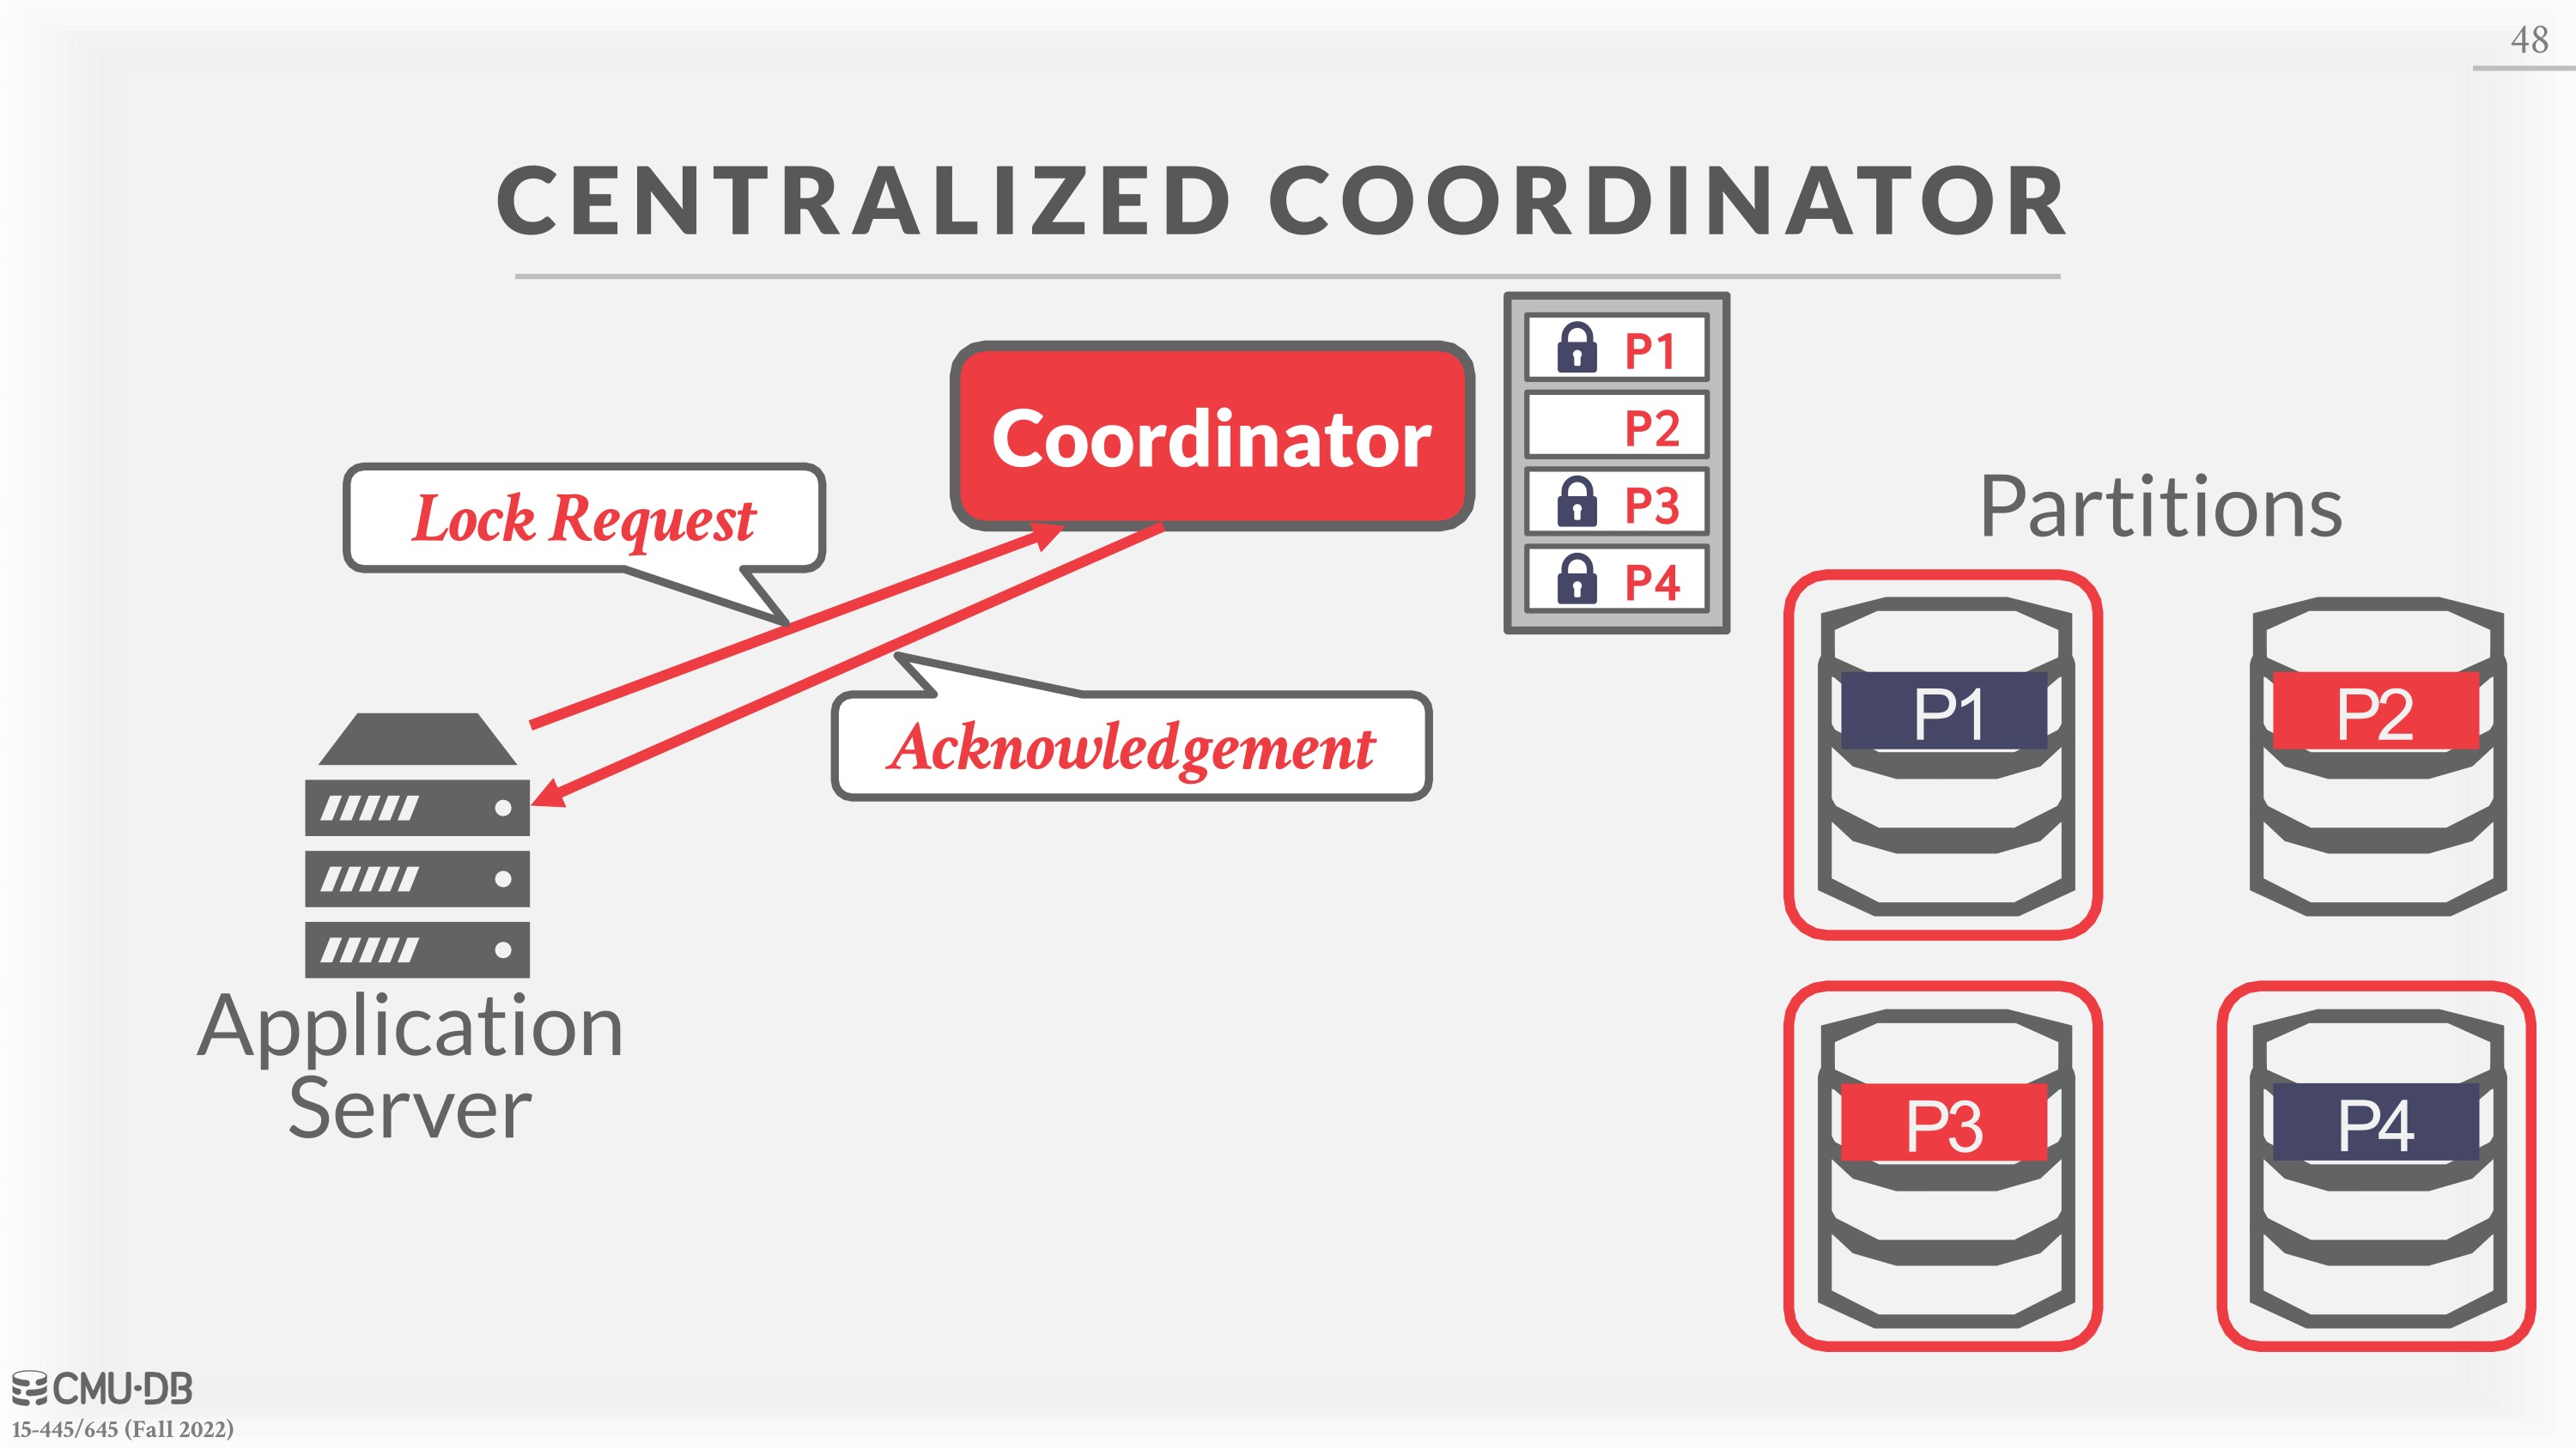 48
CENTRALIZED COORDINATOR
Coordinator
P1
P2
P3
P4
Lock Request
Acknowledgement
Application
Server
Partitions
P1
P2
P3
P4
CMU·DB
15-445/645 (Fall 2022)